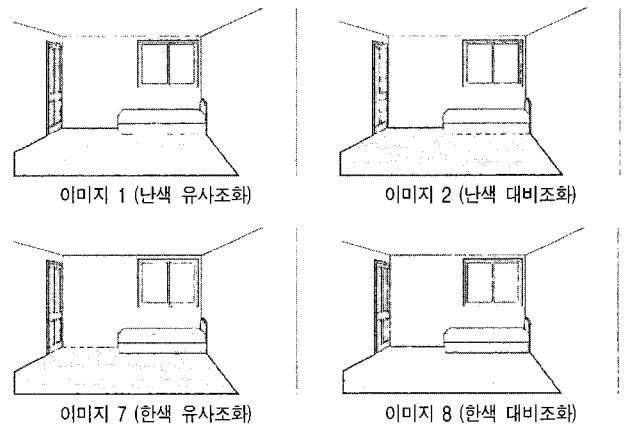 이미지 1 (난색 유사조화)
이미지 2 (난색 대비조화)
이미지 7 (한색 유사조화)
이미지 8 (한색 대비조화)